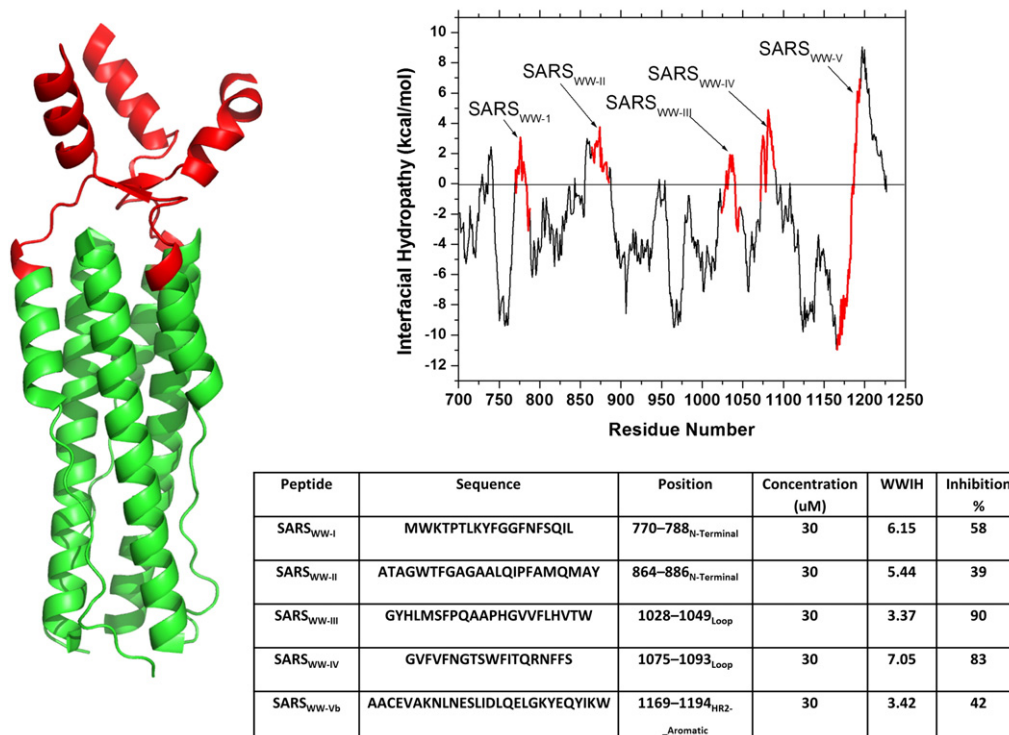 10
8
6
4
2
0
-2
-4
-6
-8
-10
-12
Interfacial Hydropathy (kcal/mol)
SARSWW-1
SARSWW-II
SARSWW-III
SARSWW-IV
SARSWW-V
700 750 800 850 900 950 1000 1050 1100 1150 1200 1250
Residue Number
Peptide Sequence Position Concentration (uM) WWIH Inhibition %
SARSWW-I MWKTPTLKYFGGFNFSQIL 770–788N-Terminal 30 6.15 58
SARSWW-II ATAGWTFGAGAALQIPFAMQMAY 864–886N-Terminal 30 5.44 39
SARSWW-III GYHLMSFPQAAPHGVVFLHVTW 1028–1049Loop 30 3.37 90
SARSWW-IV GVFVFNGTSWFITQRNFFS 1075–1093Loop 30 7.05 83
SARSWW-Vb AACEVAKNLNESLIDLQELGKYEQYIKW 1169–1194HR2-_Aromatic 30 3.42 42